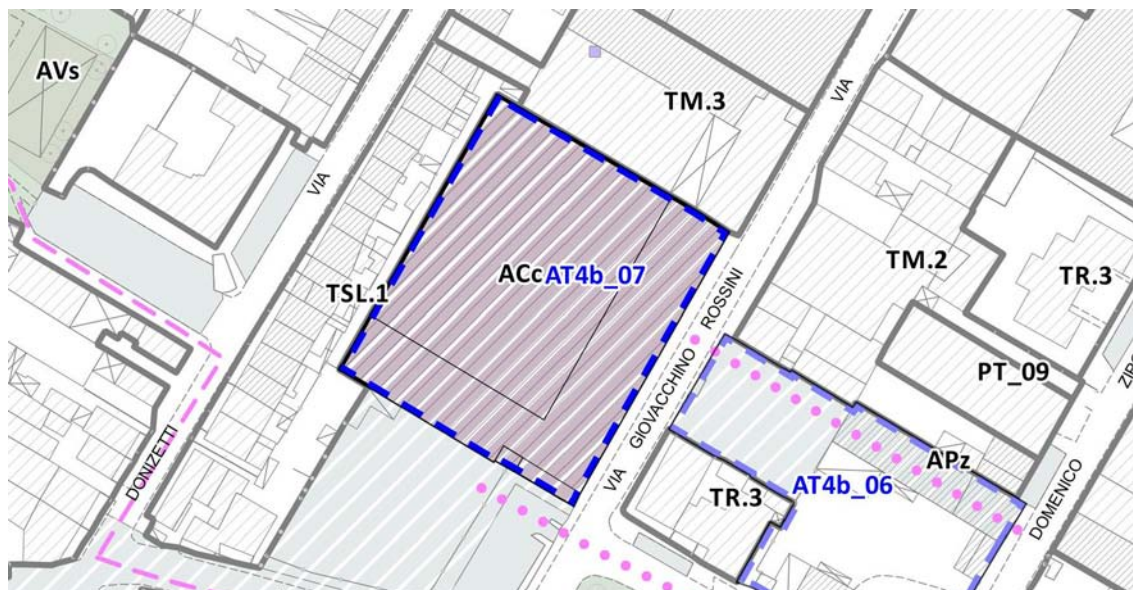 AVs
TM.3
VIA
VIA
ACc AT4b_07
TSL.1
TM.2
TR.3
VIA GIOVACCHINO ROSSINI
PT_09
ZIPO
DONIZETTI
TR.3
APz
AT4b_06
DOMENICO